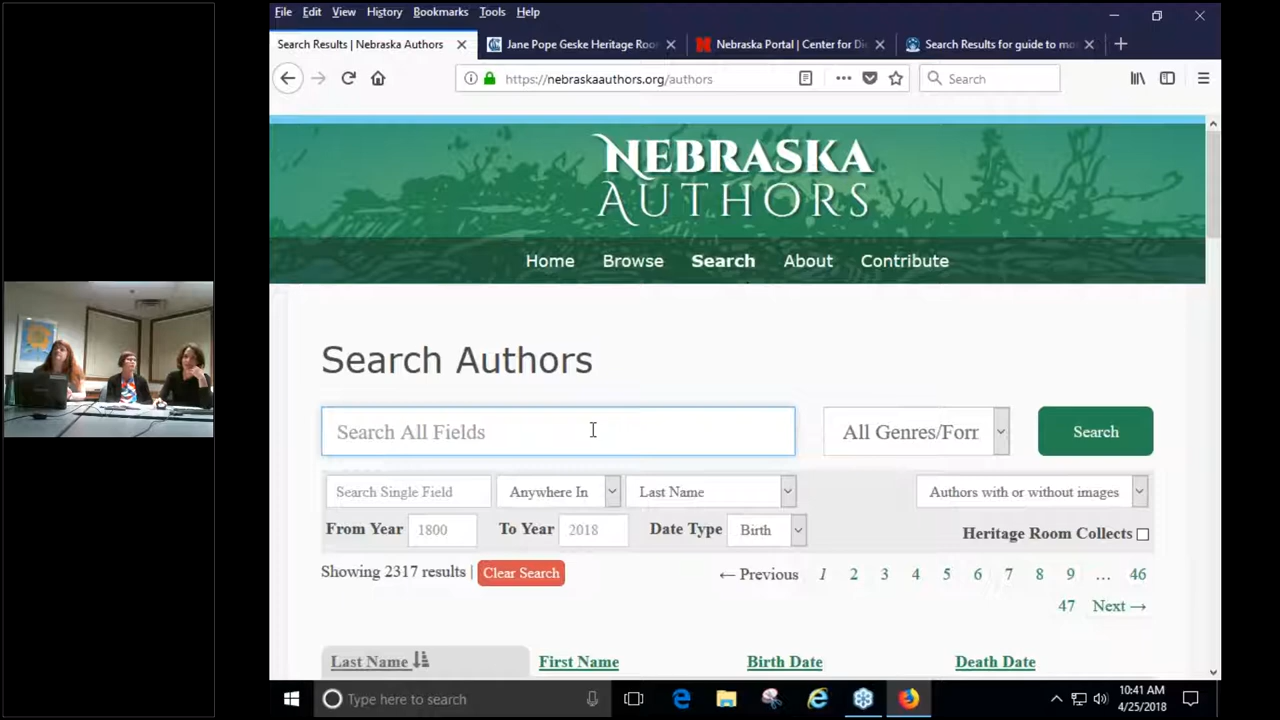 File Edit View History Bookmarks Tools Help
Search Results | Nebraska Authors
Jane Pope Geske Heritage Roo
Nebraska Portal | Center for Di
Search Results for guide to mo
https://nebraskaauthors.org/authors
Search
NEBRASKA
AUTHORS
Home Browse Search About Contribute
Search Authors
Search All Fields
All Genres/Forr
Search
Search Single Field
Anywhere In
Last Name
Authors with or without images
From Year 1800 To Year 2018 Date Type Birth
Heritage Room Collects
Showing 2317 results | Clear Search
← Previous 1 2 3 4 5 6 7 8 9 ... 46
47 Next →
Last Name First Name Birth Date Death Date
Type here to search
10:41 AM
4/25/2018